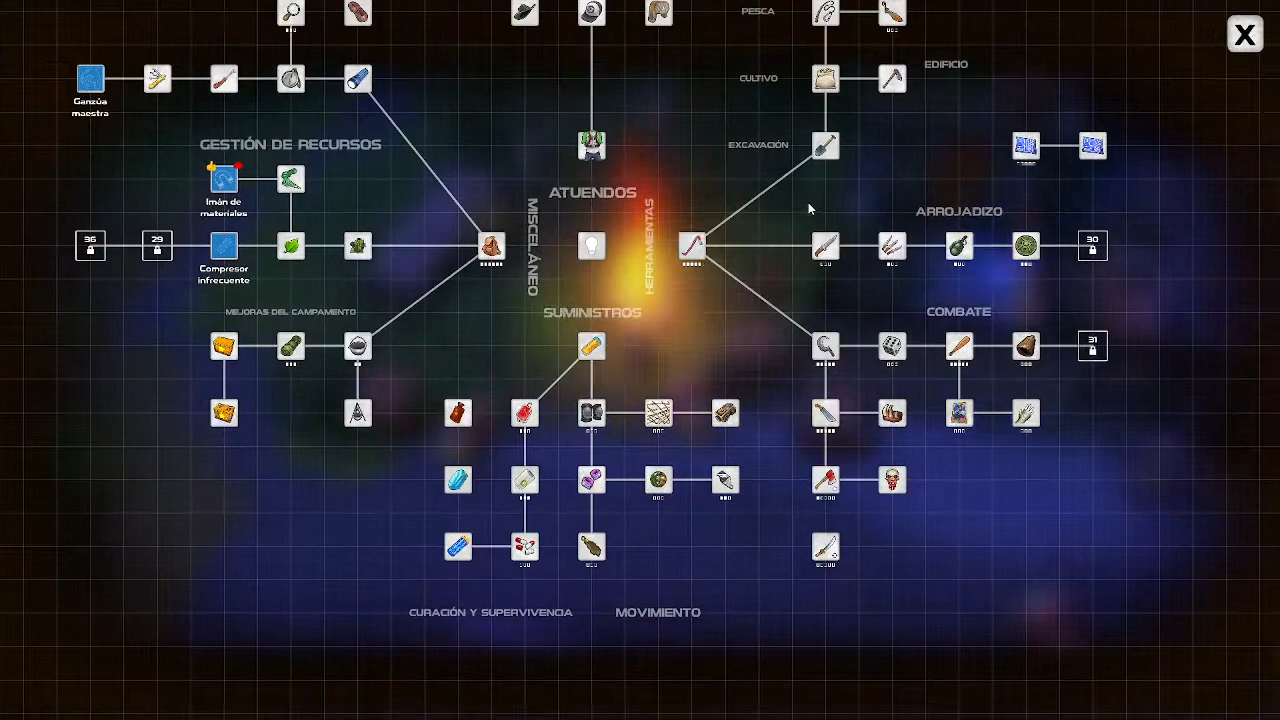 PESCA
X
EDIFICIO
CULTIVO
Ganzúa
maestra
GESTIÓN DE RECURSOS
EXCAVACIÓN
ATUENDOS
MISCELÁNEO
HERRAMIENTAS
Imán de
materiales
ARROJADIZO
36
29
30
Compresor
infrecuente
MEJORAS DEL CAMPAMENTO
SUMINISTROS
COMBATE
31
CURACIÓN Y SUPERVIVENCIA
MOVIMIENTO